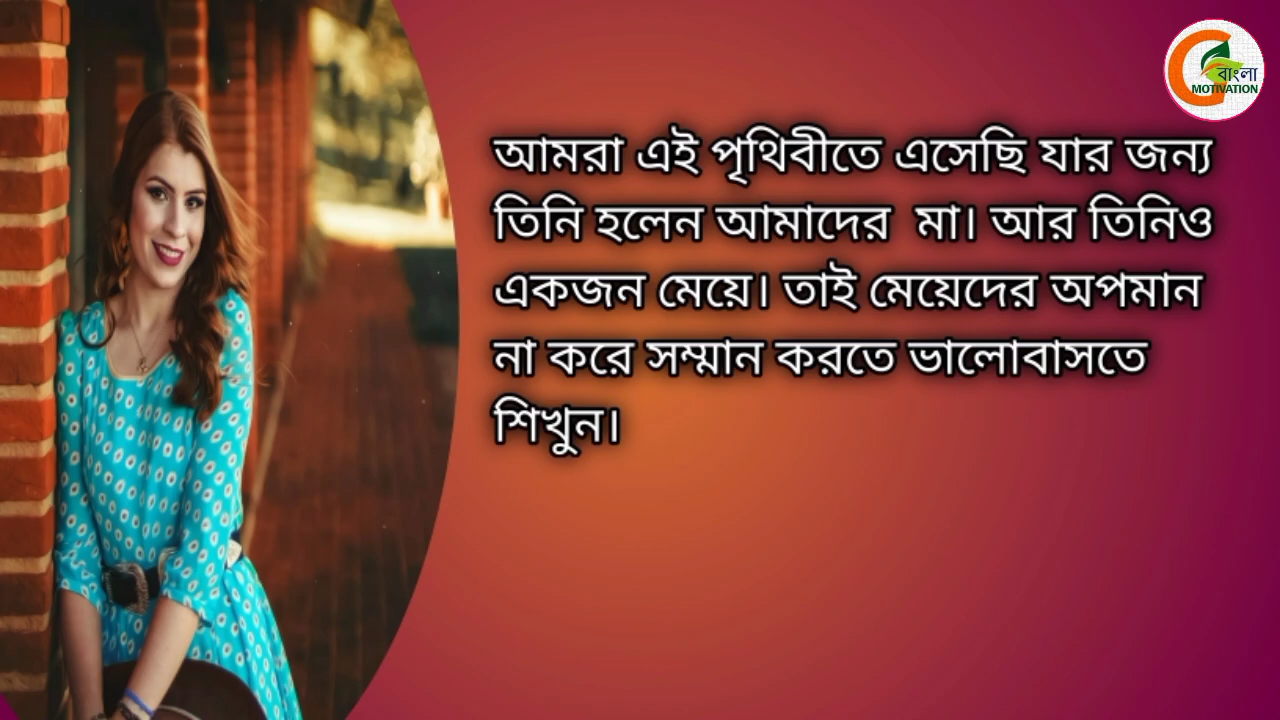 বাংলা
MOTIVATION
আমরা এই পৃথিবীতে এসেছি যার জন্য
তিনি হলেন আমাদের মা। আর তিনিও
একজন মেয়ে। তাই মেয়েদের অপমান
না করে সম্মান করতে ভালোবাসতে
শিখুন।